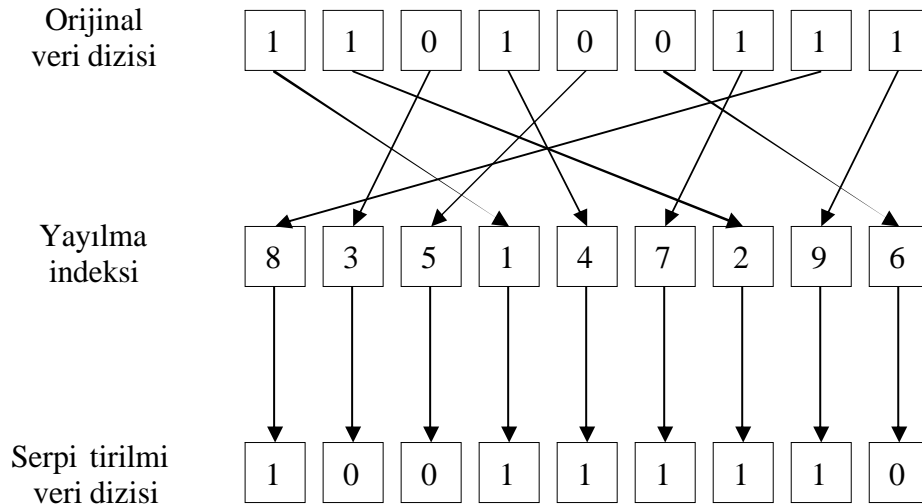 Orijinal
veri dizisi
1 1 0 1 0 0 1 1 1
Yayılma
indeksi
8 3 5 1 4 7 2 9 6
Serpi tirilmi
veri dizisi
1 0 0 1 1 1 1 1 0